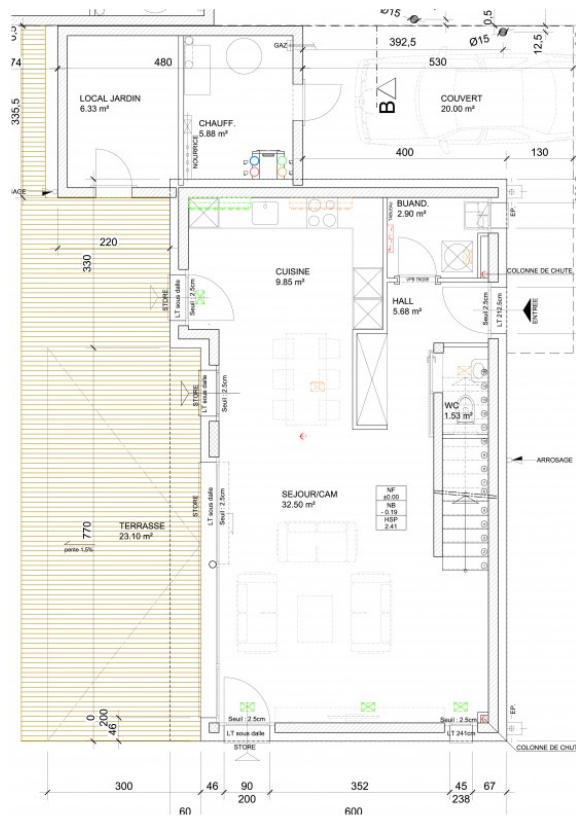 Ø15
0,5
392,5
Ø15
12,5
74
480
GAZ
530
335,5
LOCAL JARDIN
6.33 m²
CHAUFF.
5.88 m²
B
COUVERT
20.00 m²
NOURRICE
400
130
BUAND.
2.90 m²
EP.
220
330
COLONNE DE CHUTE
CUISINE
9.85 m²
HALL
5.68 m²
STORE
LT sous dalle
Seuil : 2.5cm
Seuil 2.5cm
LT 212.5cm
ENTREE
STORE
LT sous dalle
Seuil : 2.5cm
WC
1.53 m²
ARROSAGE
SEJOUR/CAM
32.50 m²
NF
±0.00
NB
- 0.19
HSP
2.41
STORE
LT sous dalle
Seuil : 2.5cm
TERRASSE
23.10 m²
770
pente 1,5%
0
200
46
Seuil : 2.5cm
Seuil : 2.5cm
EP.
LT sous dalle
LT 241cm
STORE
COLONNE DE CHUT
300
46
90
352
45
67
200
238
60
600